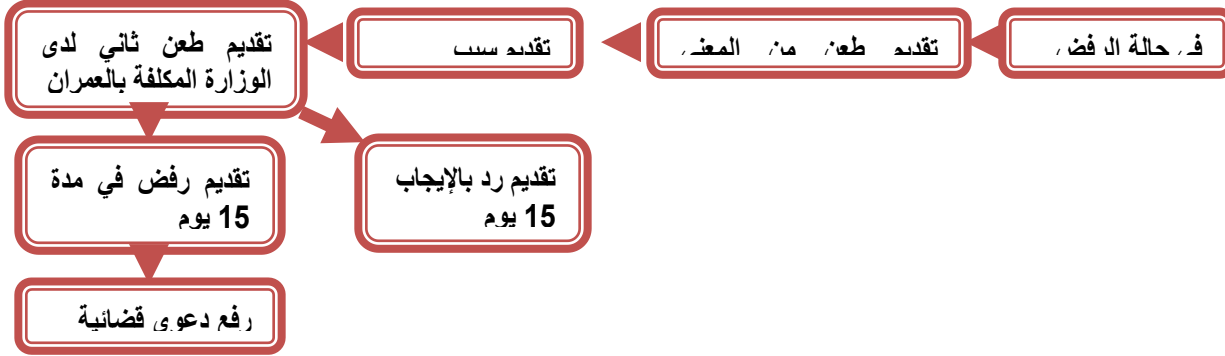 في حالة الرفض
تقديم طعن من المعني
تقديم سبب
تقديم طعن ثاني لدى
الوزارة المكلفة بالعمران
تقديم رد بالإيجاب
15 يوم
تقديم رفض في مدة
15 يوم
رفع دعوى قضائية